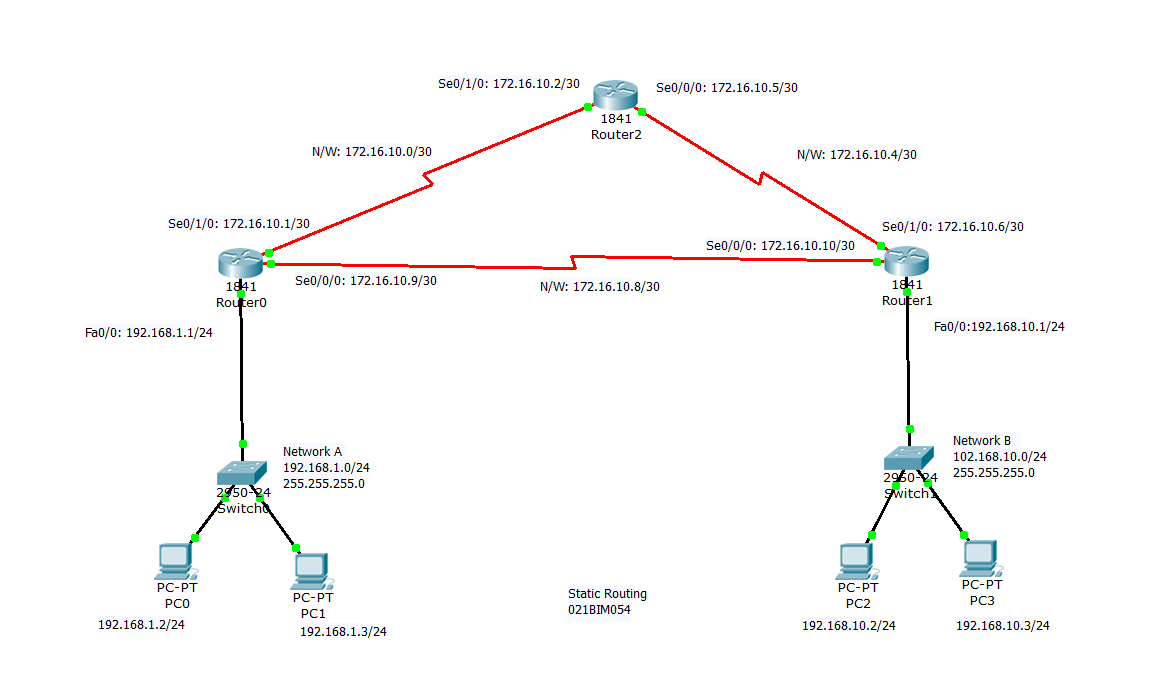 Se0/1/0: 172.16.10.2/30
Se0/0/0: 172.16.10.5/30
1841
Router2
N/W: 172.16.10.0/30
N/W: 172.16.10.4/30
Se0/1/0: 172.16.10.1/30
Se0/1/0: 172.16.10.6/30
Se0/0/0: 172.16.10.10/30
1841
Router0
Se0/0/0: 172.16.10.9/30
N/W: 172.16.10.8/30
1841
Router1
Fa0/0: 192.168.1.1/24
Fa0/0:192.168.10.1/24
Network A
192.168.1.0/24
255.255.255.0
2950-24
Switch0
Network B
102.168.10.0/24
255.255.255.0
2950-24
Switch1
PC-PT
PC0
192.168.1.2/24
PC-PT
PC1
192.168.1.3/24
Static Routing
021BIM054
PC-PT
PC2
192.168.10.2/24
PC-PT
PC3
192.168.10.3/24